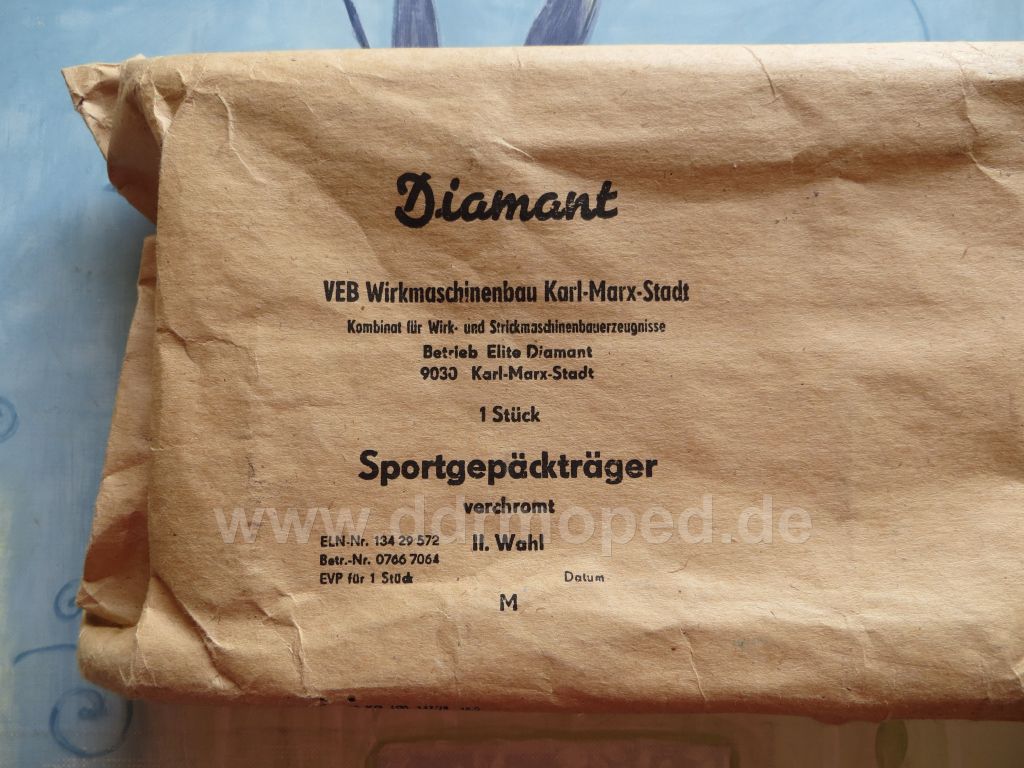 Diamant
VEB Wirkmaschinenbau Karl-Marx-Stadt
Kombinat für Wirk- und Strickmaschinenbauerzeugnisse
Betrieb Elite Diamant
9030 Karl-Marx-Stadt
1 Stück
Sportgepäckträger
verchromt
www.ddrmoped.de
ELN-Nr. 134 29 572 II. Wahl
Betr.-Nr. 0766 7064
EVP für 1 Stück Datum
M